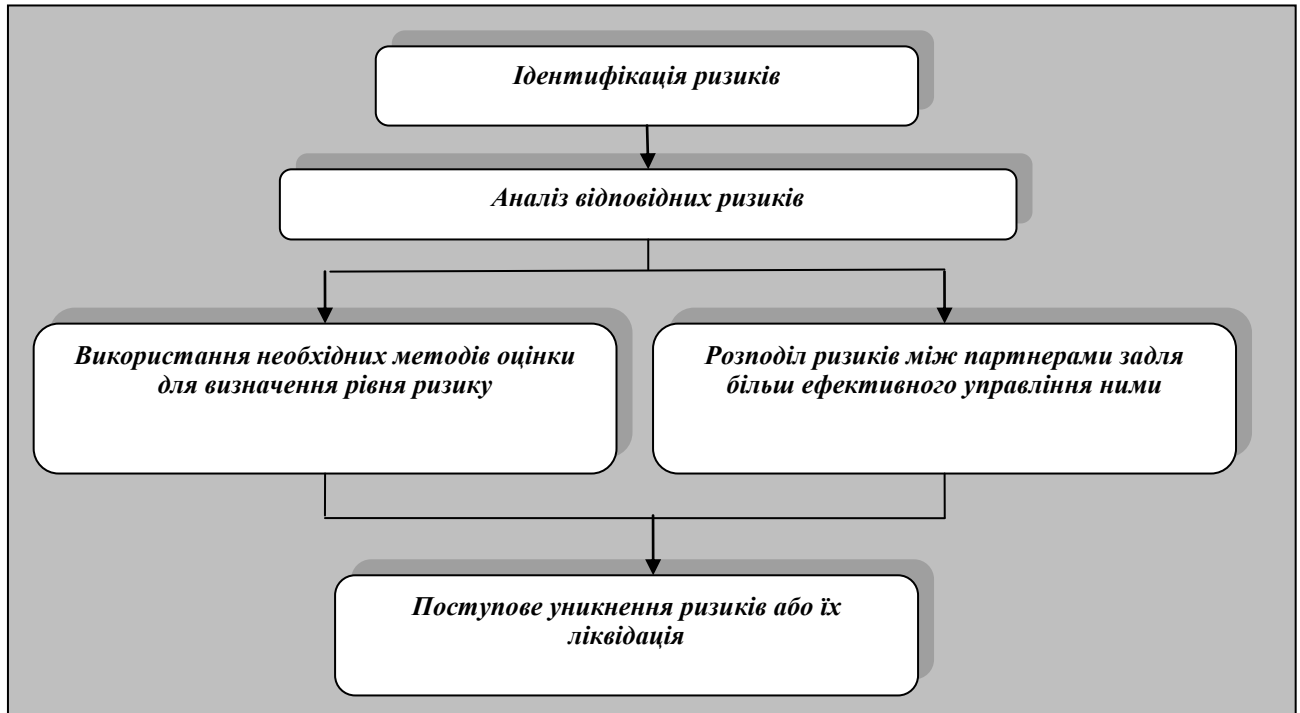 Ідентифікація ризиків
Аналіз відповідних ризиків
Використання необхідних методів оцінки
для визначення рівня ризику
Розподіл ризиків між партнерами задля
більш ефективного управління ними
Поступове уникнення ризиків або їх
ліквідація